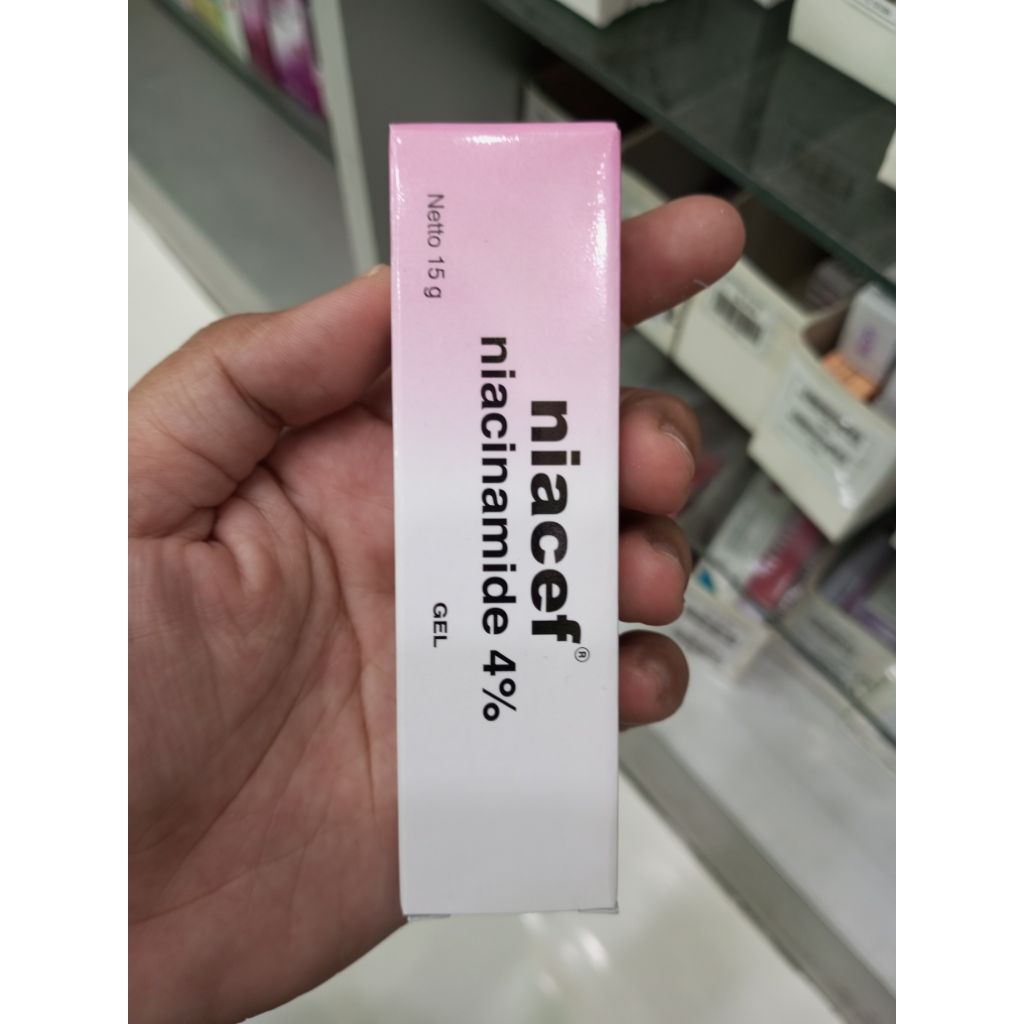 niacef®
niacinamide 4%
Netto 15 g
GEL